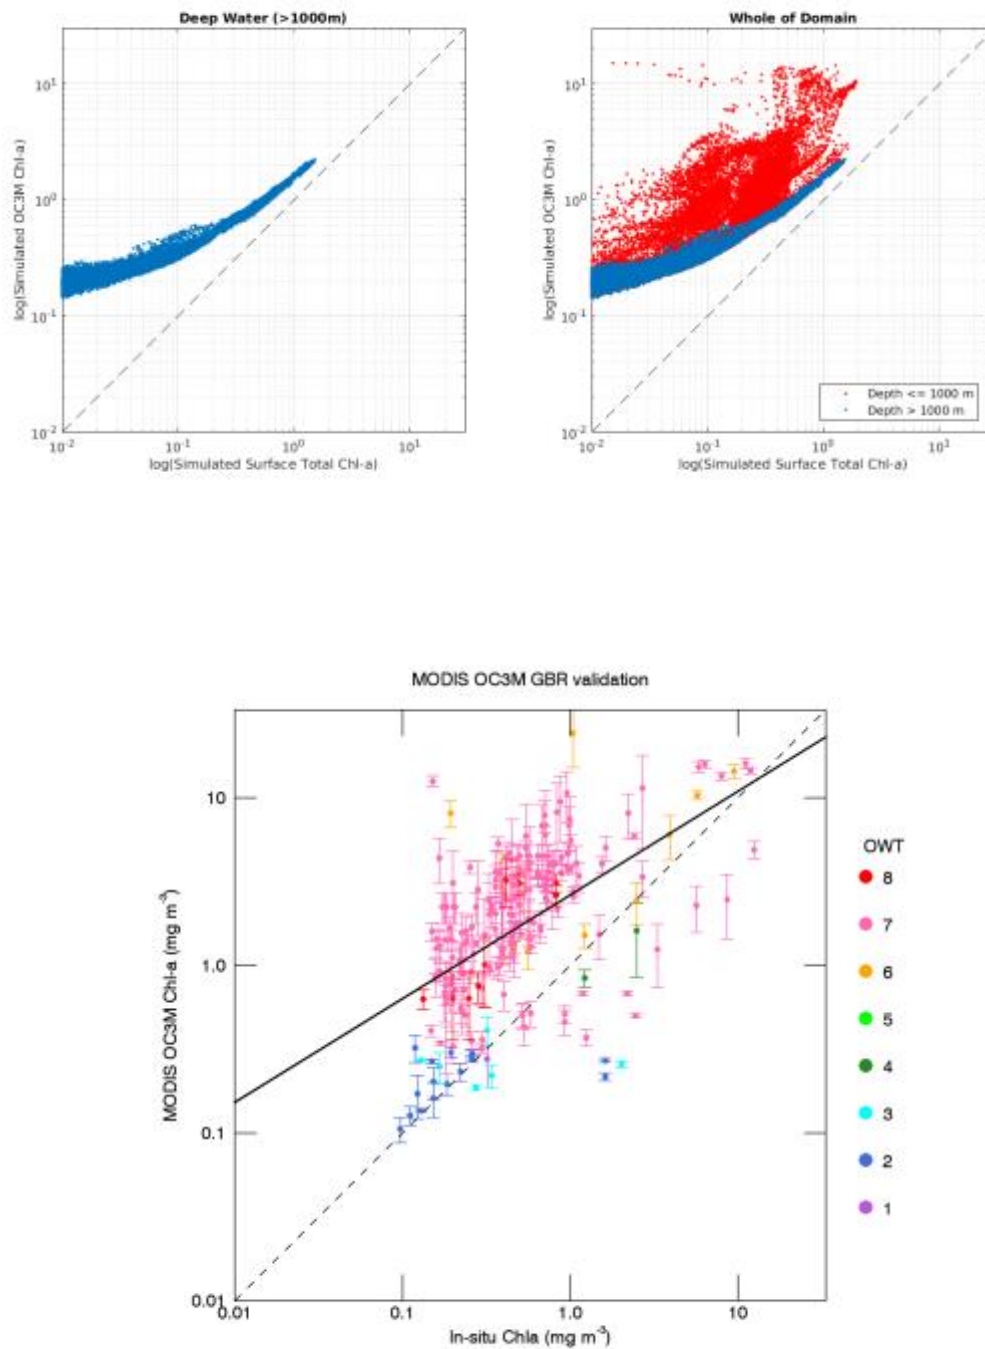 Deep Water (>1000m)
log(Simulated OC3M Chl-a)
10^1
10^0
10^-1
10^-2
10^-2 10^-1 10^0 10^1
log(Simulated Surface Total Chl-a)
Whole of Domain
log(Simulated OC3M Chl-a)
10^1
10^0
10^-1
10^-2
Depth <= 1000 m
Depth > 1000 m
10^-2 10^-1 10^0 10^1
log(Simulated Surface Total Chl-a)
MODIS OC3M GBR validation
MODIS OC3M Chl-a (mg m^-3)
10
1.0
0.1
0.01
0.01 0.1 1.0 10
In-situ Chla (mg m^-3)
OWT
8
7
6
5
4
3
2
1